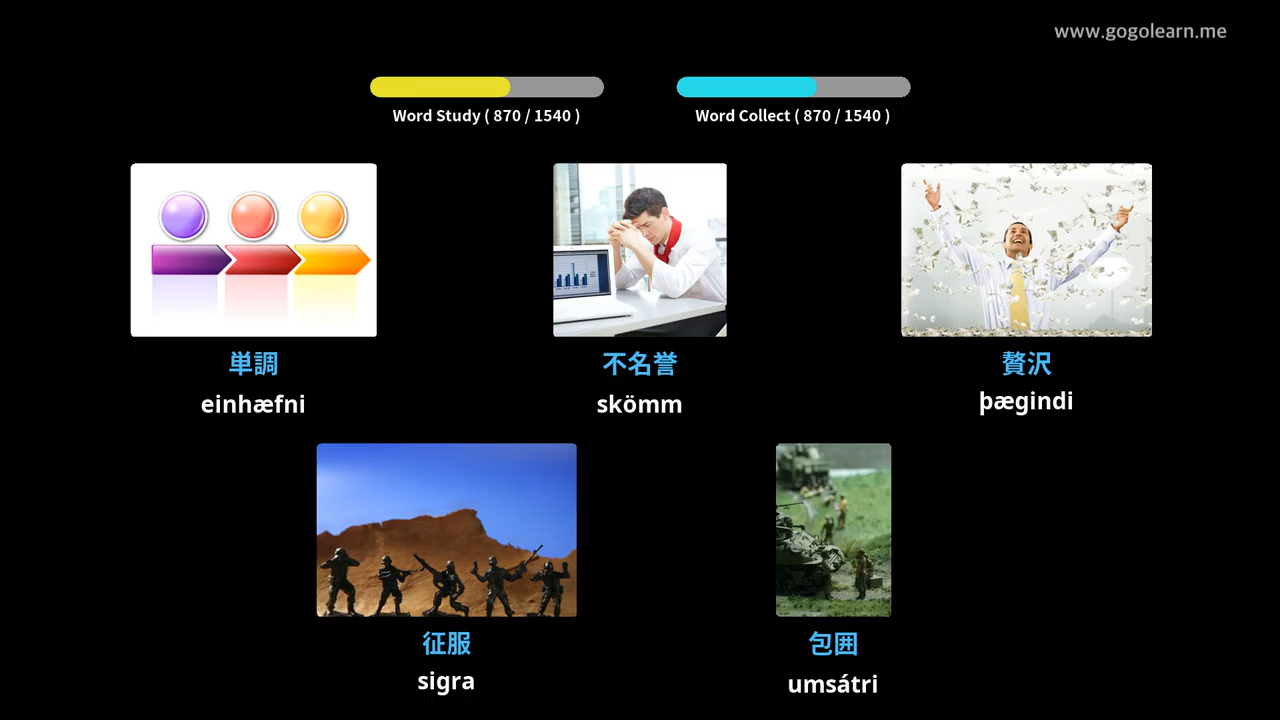 www.gogolearn.me
Word Study ( 870 / 1540 )
Word Collect ( 870 / 1540 )
単調
einhæfni
不名誉
skömm
贅沢
þægindi
征服
sigra
包囲
umsátri